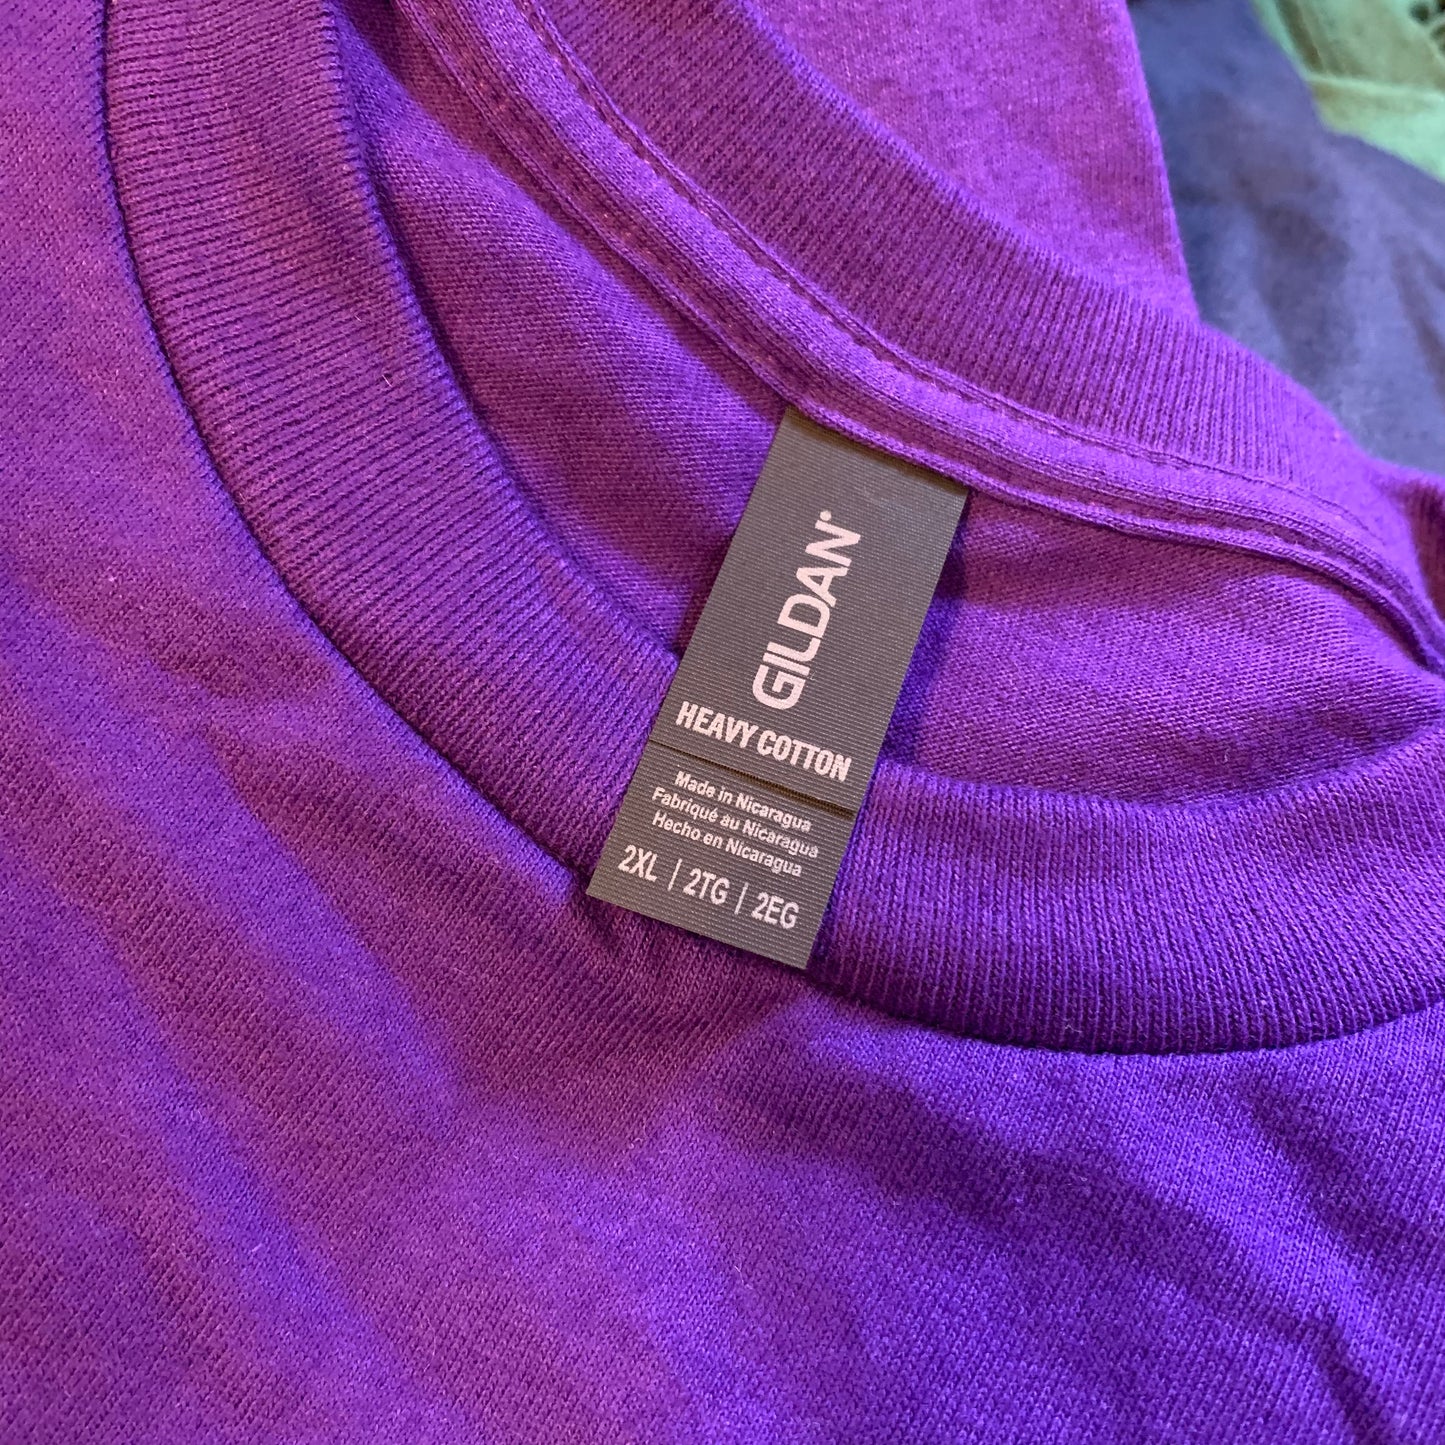 GILDAN®
HEAVY COTTON
Made in Nicaragua
Fabriqué au Nicaragua
Hecho en Nicaragua
2XL | 2TG | 2EG